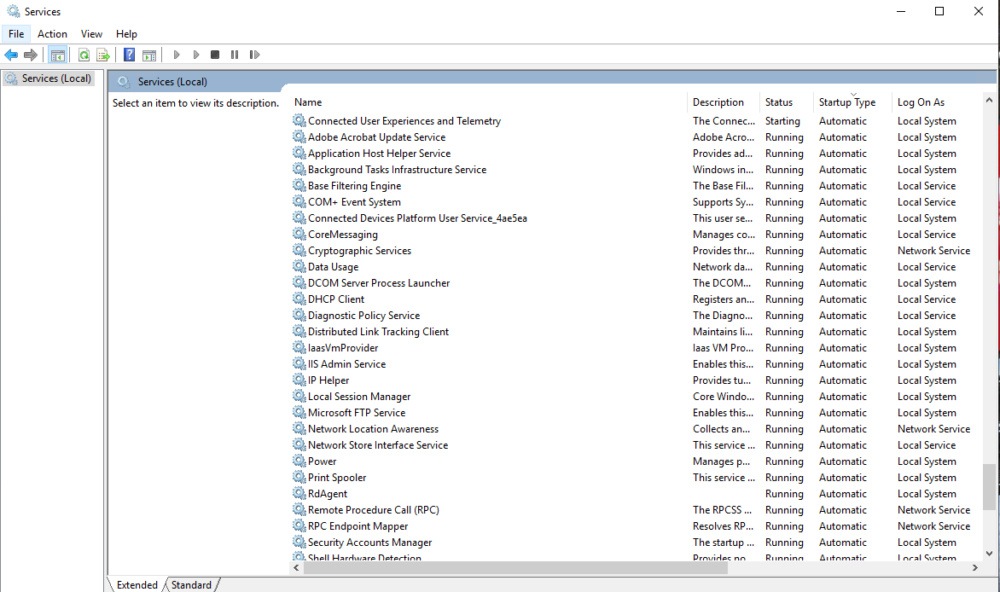 Services
File Action View Help
Services (Local)
Services (Local)
Select an item to view its description.
Name Description Status Startup Type Log On As
Connected User Experiences and Telemetry The Connec... Starting Automatic Local System
Adobe Acrobat Update Service Adobe Acro... Running Automatic Local System
Application Host Helper Service Provides ad... Running Automatic Local System
Background Tasks Infrastructure Service Windows in... Running Automatic Local System
Base Filtering Engine The Base Fil... Running Automatic Local Service
COM+ Event System Supports Sy... Running Automatic Local Service
Connected Devices Platform User Service_4ae5ea This user se... Running Automatic Local System
CoreMessaging Manages co... Running Automatic Local Service
Cryptographic Services Provides thr... Running Automatic Network Service
Data Usage Network da... Running Automatic Local Service
DCOM Server Process Launcher The DCOM... Running Automatic Local System
DHCP Client Registers an... Running Automatic Local Service
Diagnostic Policy Service The Diagno... Running Automatic Local Service
Distributed Link Tracking Client Maintains li... Running Automatic Local System
IaasVmProvider Iaas VM Pro... Running Automatic Local System
IIS Admin Service Enables this... Running Automatic Local System
IP Helper Provides tu... Running Automatic Local System
Local Session Manager Core Windo... Running Automatic Local System
Microsoft FTP Service Enables this... Running Automatic Local System
Network Location Awareness Collects an... Running Automatic Network Service
Network Store Interface Service This service ... Running Automatic Local Service
Power Manages p... Running Automatic Local System
Print Spooler This service ... Running Automatic Local System
RdAgent Running Automatic Local System
Remote Procedure Call (RPC) The RPCSS ... Running Automatic Network Service
RPC Endpoint Mapper Resolves RP... Running Automatic Network Service
Security Accounts Manager The startup ... Running Automatic Local System
Shell Hardware Detection Provides no... Running Automatic Local System
Extended Standard